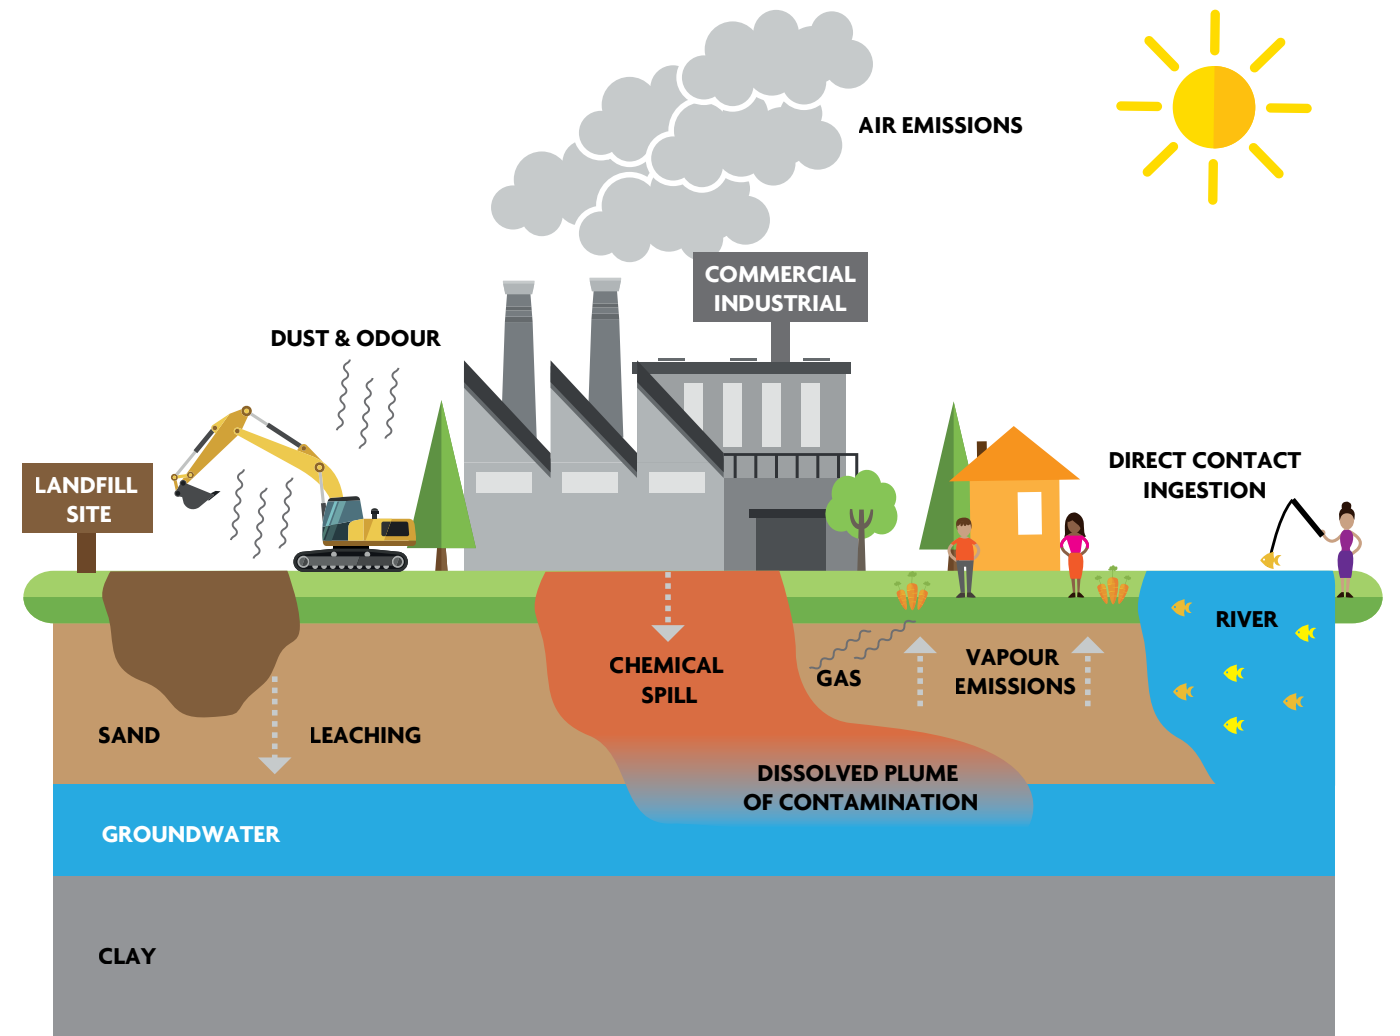 AIR EMISSIONS
COMMERCIAL
INDUSTRIAL
DUST & ODOUR
LANDFILL
SITE
DIRECT CONTACT
INGESTION
RIVER
CHEMICAL
SPILL
GAS
VAPOUR
EMISSIONS
SAND
LEACHING
DISSOLVED PLUME
OF CONTAMINATION
GROUNDWATER
CLAY